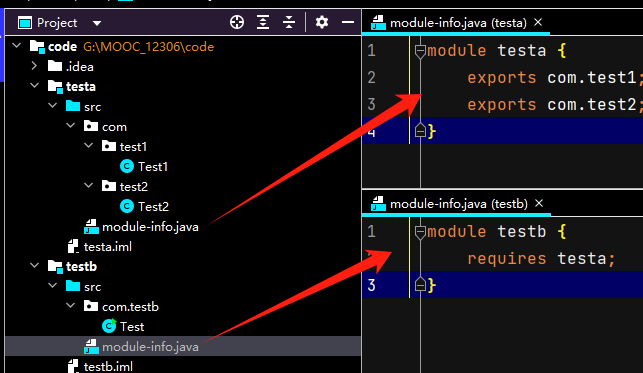 Project
code G:\MOOC_12306\code
.idea
testa
src
com
test1
Test1
test2
Test2
module-info.java
testa.iml
testb
src
com.testb
Test
module-info.java
testb.iml
module-info.java (testa)
1 module testa {
2 exports com.test1;
3 exports com.test2;
4 }
module-info.java (testb)
1 module testb {
requires testa;
3 }